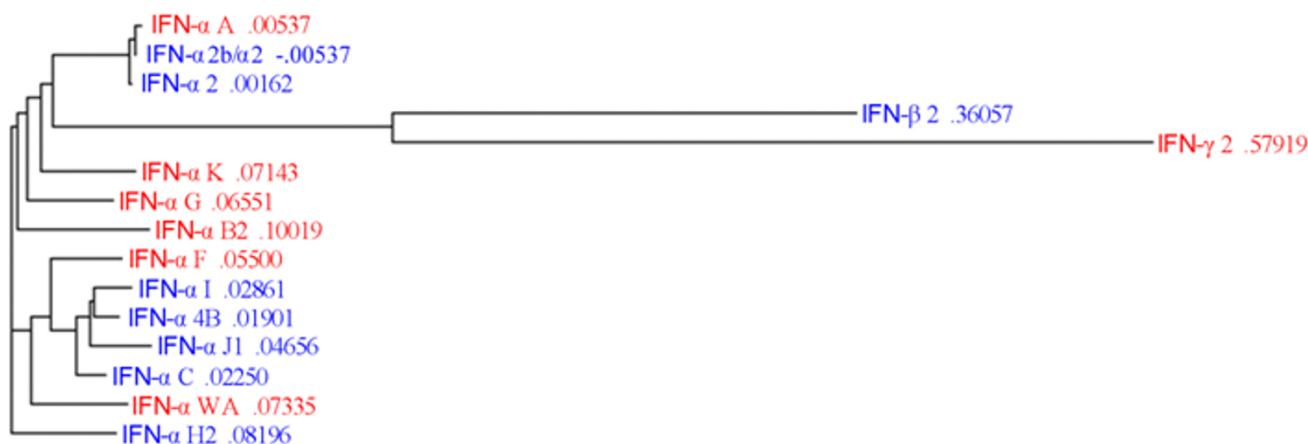 IFN-α A .00537
IFN-α2b/α2 -.00537
IFN-α 2 .00162
IFN-β 2 .36057
IFN-γ 2 .57919
IFN-α K .07143
IFN-α G .06551
IFN-α B2 .10019
IFN-α F .05500
IFN-α I .02861
IFN-α 4B .01901
IFN-α J1 .04656
IFN-α C .02250
IFN-α WA .07335
IFN-α H2 .08196